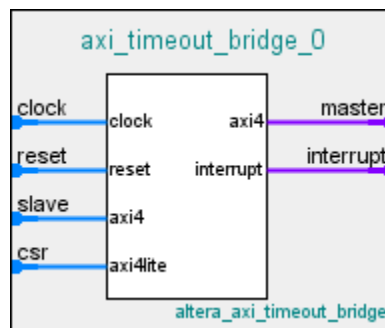 axi_timeout_bridge_0
clock clock axi4 master
reset reset interrupt interrupt
slave axi4
csr axi4lite
altera_axi_timeout_bridge